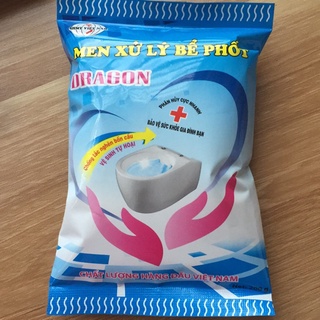 MEN XỬ LÝ BỂ PHỐT
DRAGON
PHÂN HỦY CỰC NHANH
BẢO VỆ SỨC KHỎE GIA ĐÌNH BẠN
Chống tắc nghẽn bồn cầu
VỆ SINH TỰ HOẠI
CHẤT LƯỢNG HÀNG ĐẦU VIỆT NAM